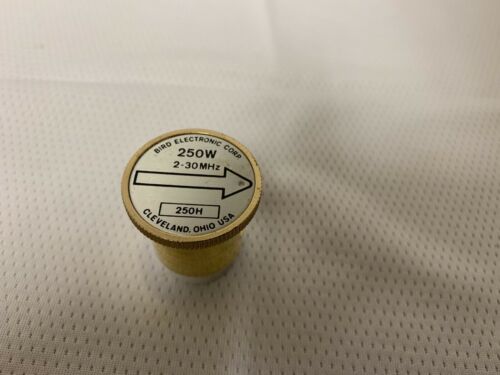 BIRD ELECTRONIC CORP.
250W
2-30MHz
250H
CLEVELAND, OHIO USA